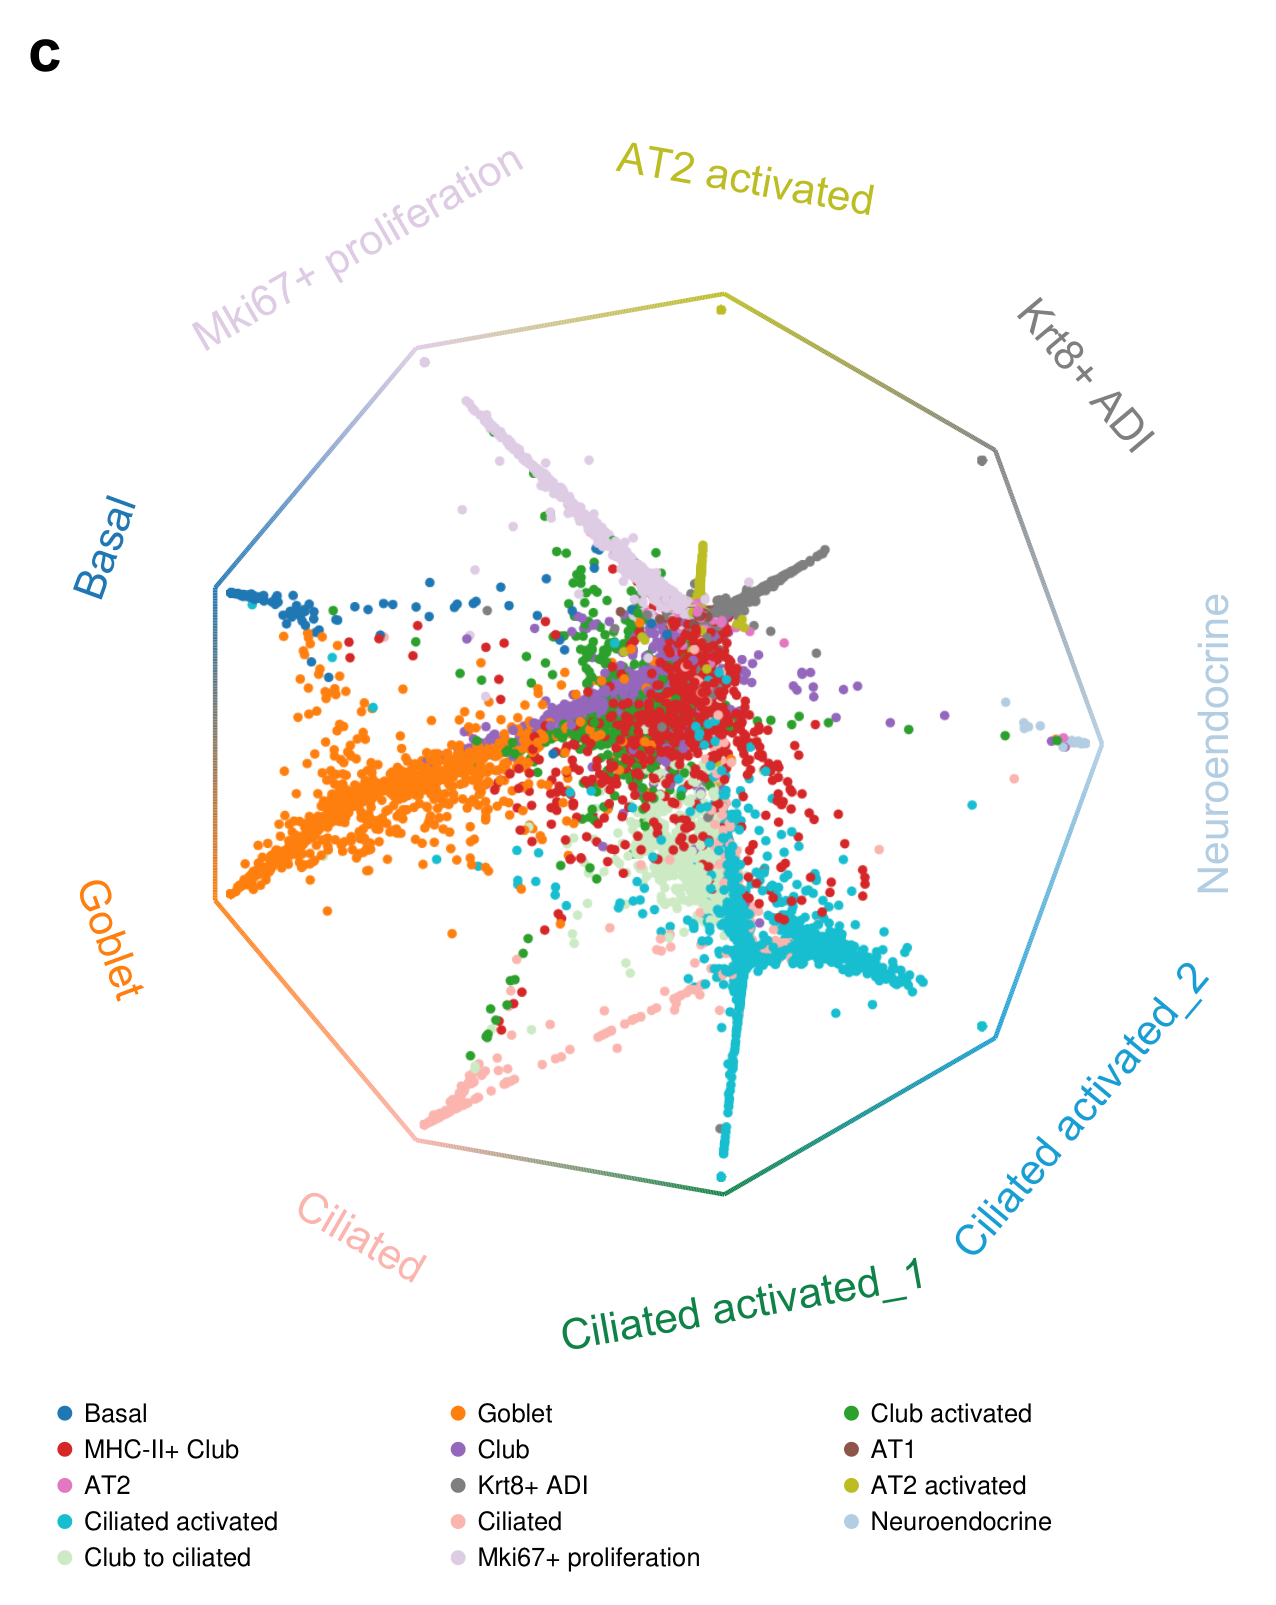 c
AT2 activated
Mki67+ proliferation
Krt8+ ADI
Basal
Neuroendocrine
Goblet
Ciliated activated_2
Ciliated
Ciliated activated_1
Basal
Goblet
Club activated
MHC-II+ Club
Club
AT1
AT2
Krt8+ ADI
AT2 activated
Ciliated activated
Ciliated
Neuroendocrine
Club to ciliated
Mki67+ proliferation